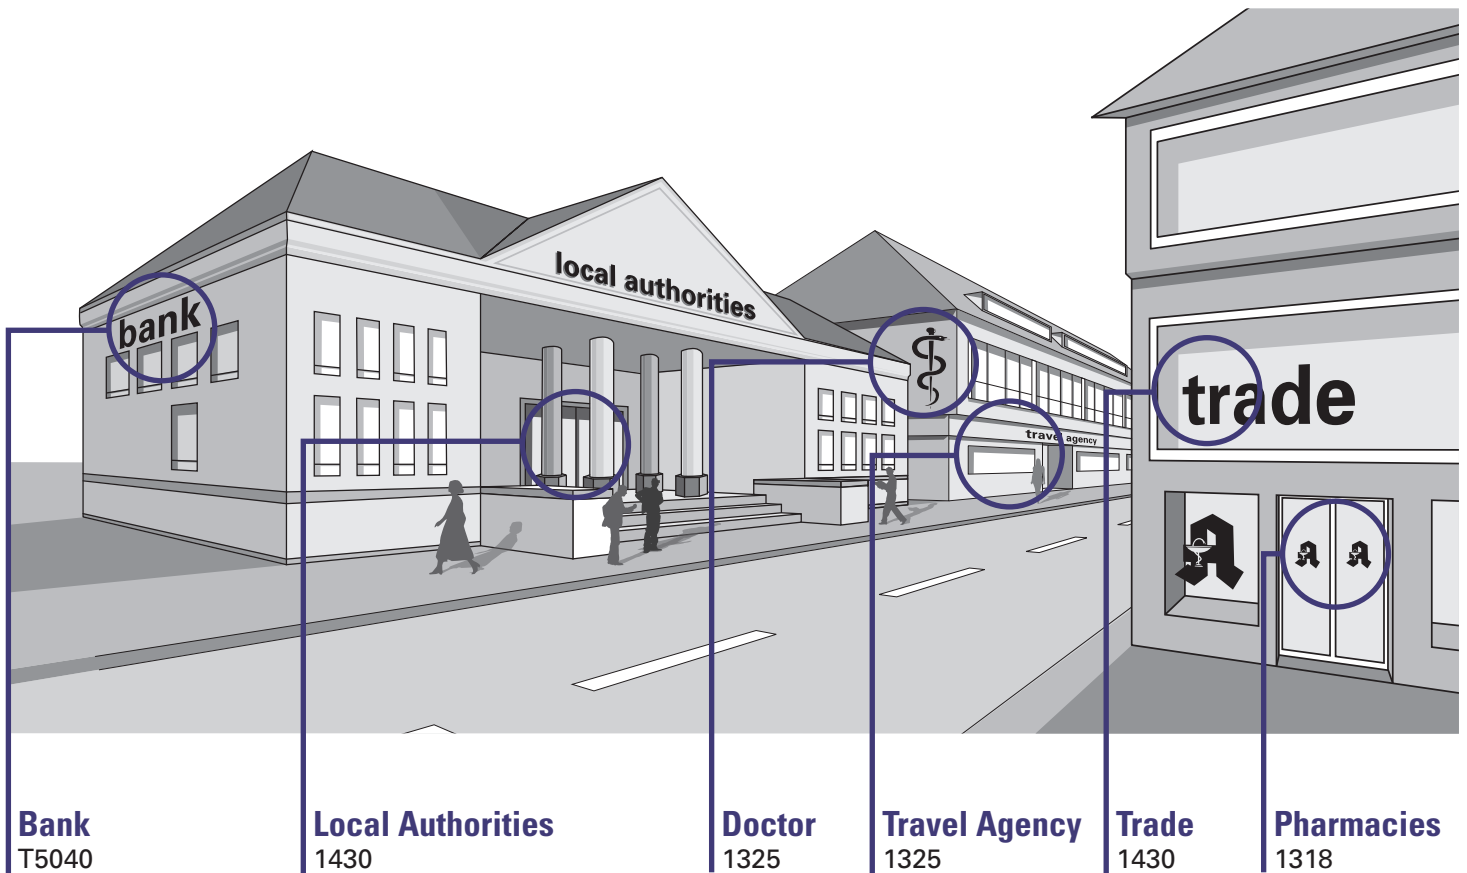 local authorities
bank
travel agency
trade
A
A
A
Bank
T5040
Local Authorities
1430
Doctor
1325
Travel Agency
1325
Trade
1430
Pharmacies
1318